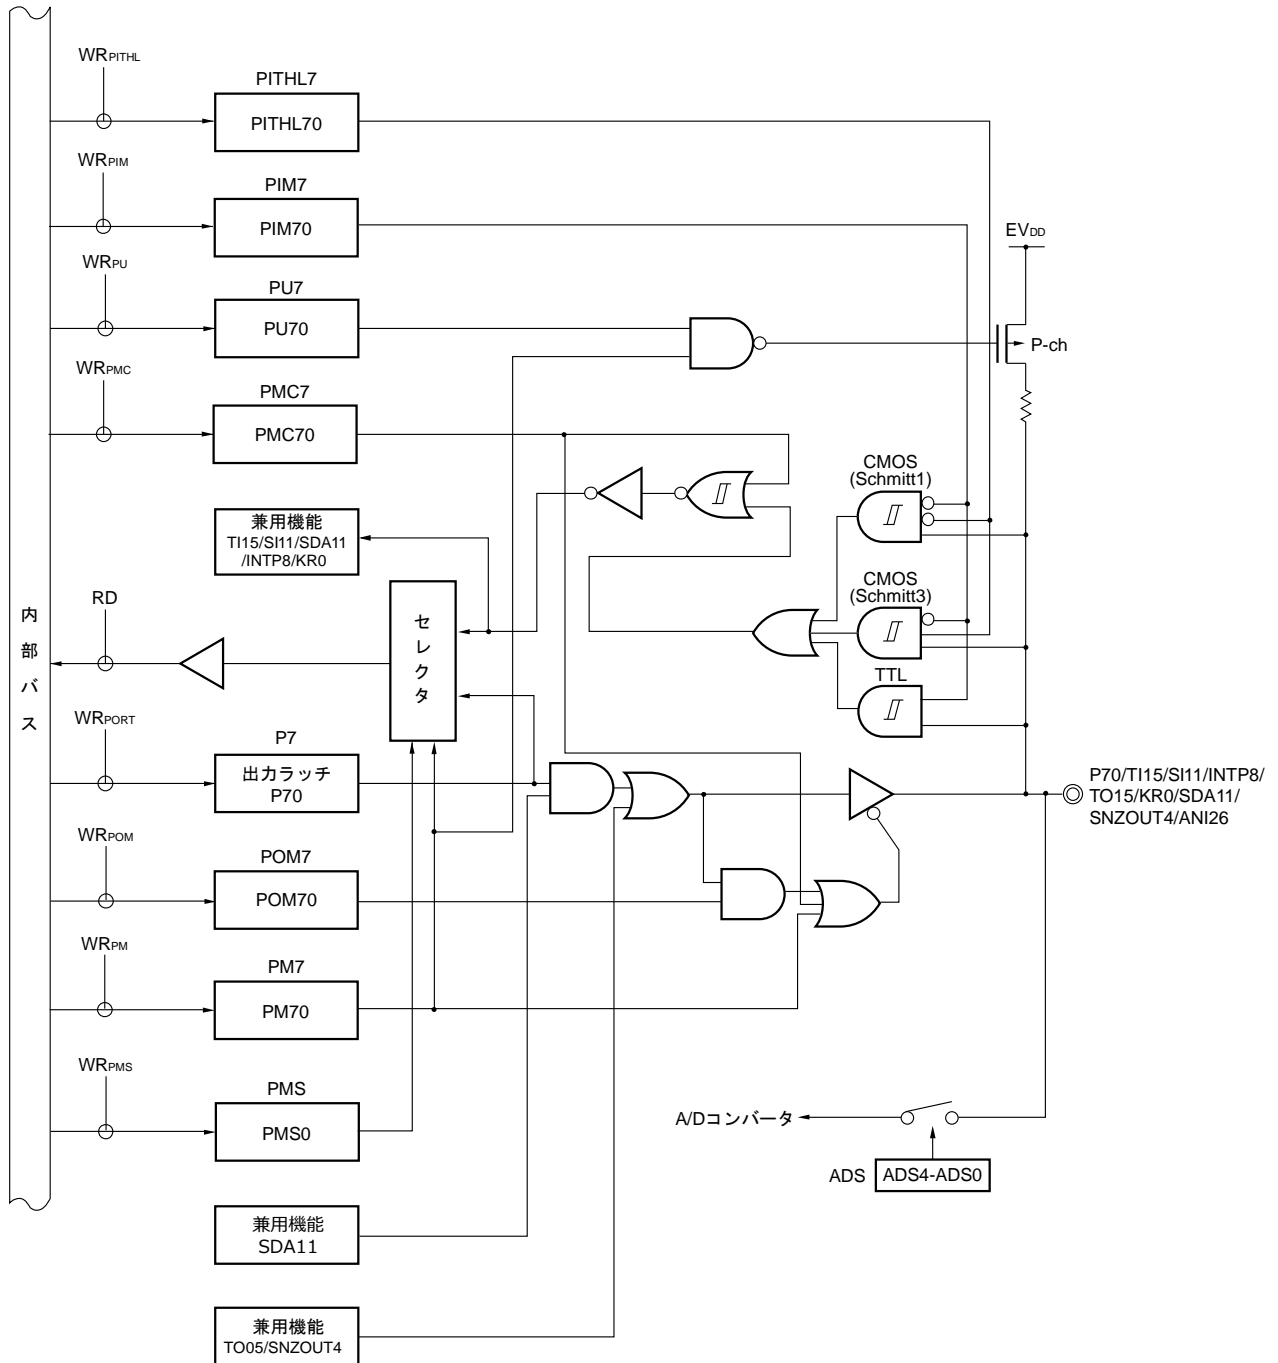 WRPITHL
PITHL7
PITHL70
WRPIM
PIM7
PIM70
EVDD
WRPU
PU7
PU70
P-ch
WRPMC
PMC7
PMC70
CMOS
(Schmitt1)
兼用機能
TI15/SI11/SDA11
/INTP8/KR0
CMOS
(Schmitt3)
RD
セレクタ
内部バス
TTL
WRPORT
P7
出力ラッチ
P70
P70/TI15/SI11/INTP8/
TO15/KR0/SDA11/
SNZOUT4/ANI26
WRPOM
POM7
POM70
WRPM
PM7
PM70
WRPMS
PMS
PMS0
A/Dコンバータ
ADS
ADS4-ADS0
兼用機能
SDA11
兼用機能
TO05/SNZOUT4